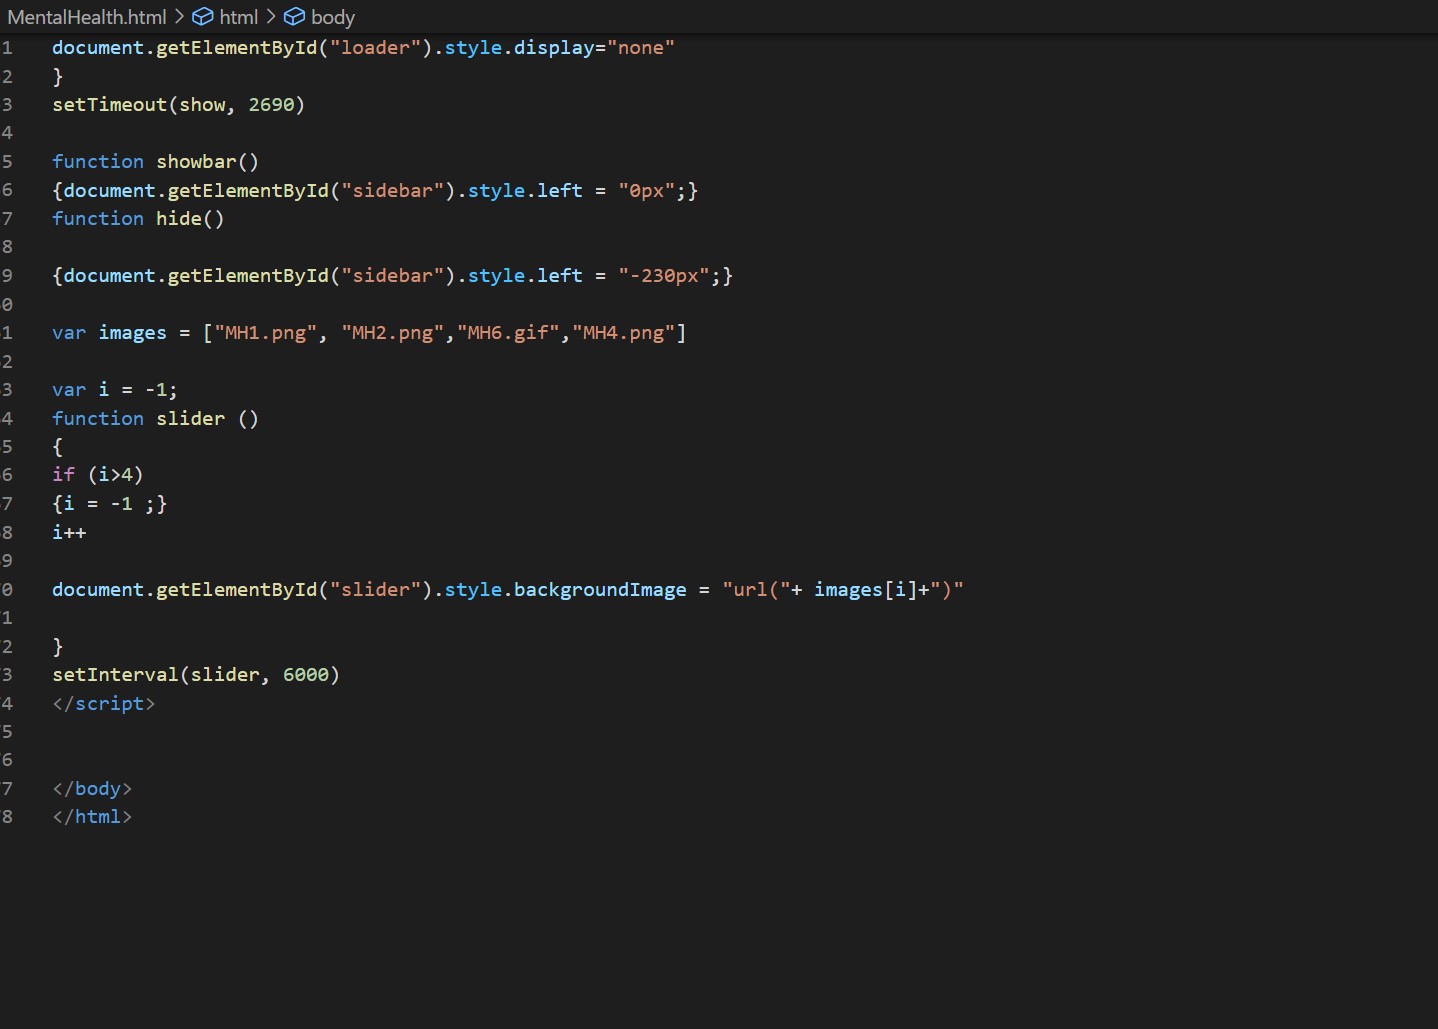 MentalHealth.html > html > body
1 document.getElementById("loader").style.display="none"
2 }
3 setTimeout(show, 2690)
4
5 function showbar()
6 {document.getElementById("sidebar").style.left = "0px";}
7 function hide()
8
9 {document.getElementById("sidebar").style.left = "-230px";}
0
1 var images = ["MH1.png", "MH2.png","MH6.gif","MH4.png"]
2
3 var i = -1;
4 function slider ()
5 {
6 if (i>4)
7 {i = -1 ;}
8 i++
9
0 document.getElementById("slider").style.backgroundImage = "url("+ images[i]+")"
1
2 }
3 setInterval(slider, 6000)
4 </script>
5
6
7 </body>
8 </html>